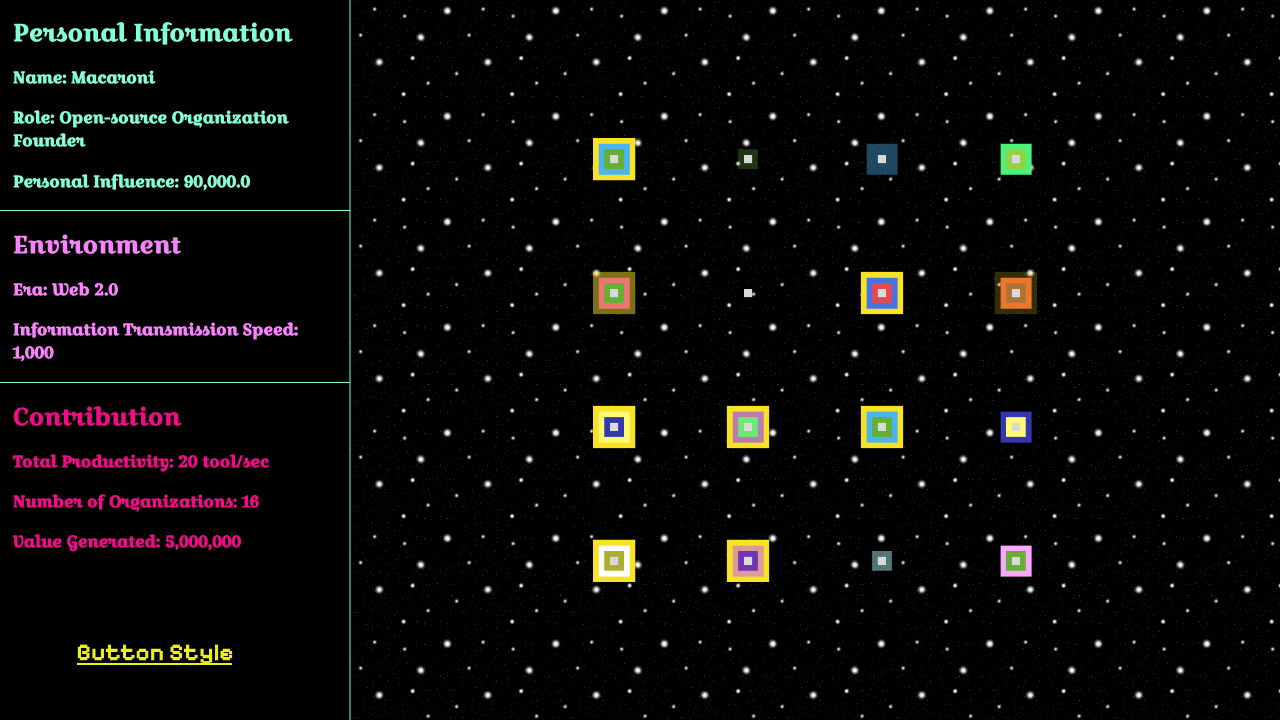 Personal Information
Name: Macaroni
Role: Open-source Organization
Founder
Personal Influence: 90,000.0
Environment
Era: Web 2.0
Information Transmission Speed:
1,000
Contribution
Total Productivity: 20 tool/sec
Number of Organizations: 16
Value Generated: 5,000,000
Button Style